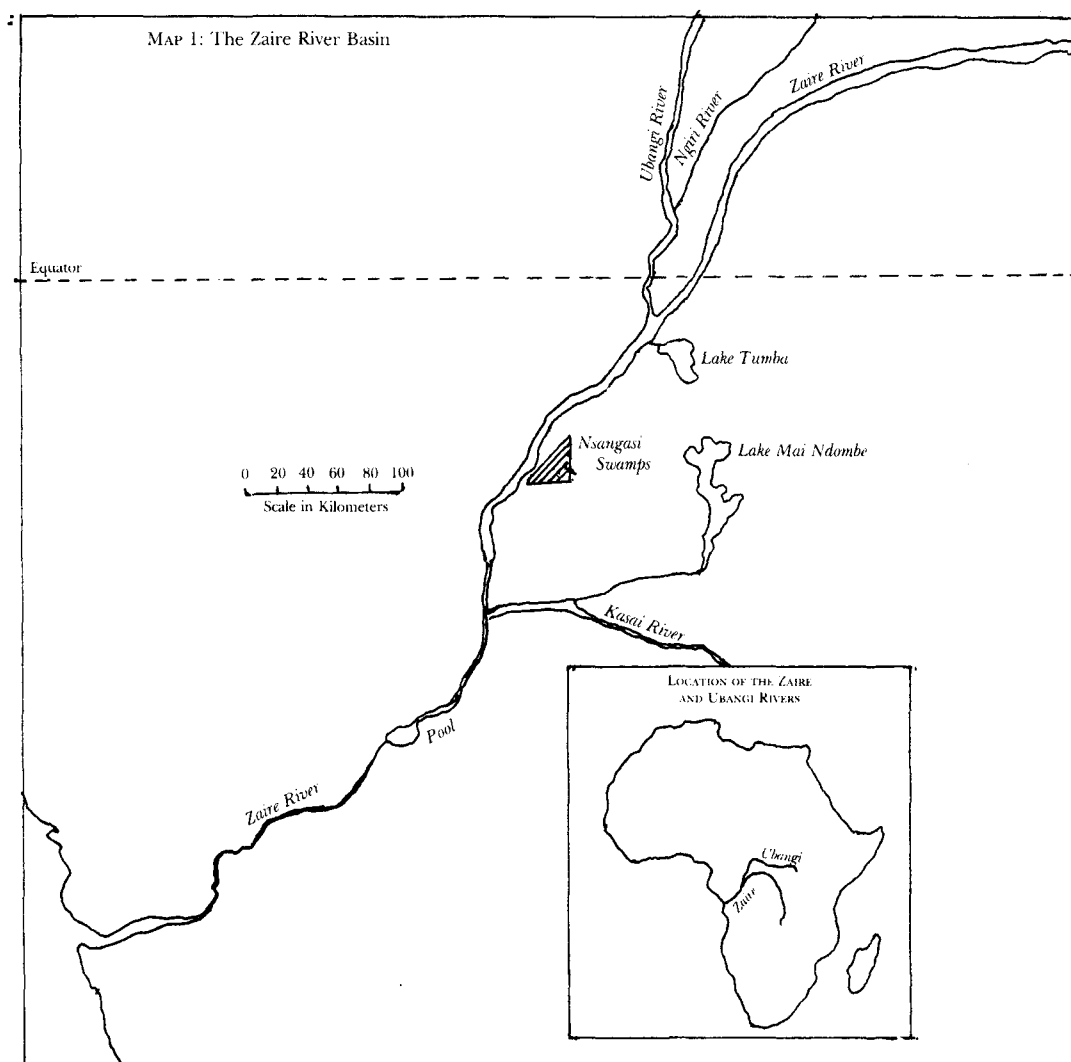 MAP 1: The Zaire River Basin
Ubangi River
Ngiri River
Zaire River
Equator
Lake Tumba
Nsangasi
Swamps
Lake Mai Ndombe
0 20 40 60 80 100
Scale in Kilometers
Kasai River
Pool
Zaire River
LOCATION OF THE ZAIRE
AND UBANGI RIVERS
Ubangi
Zaire